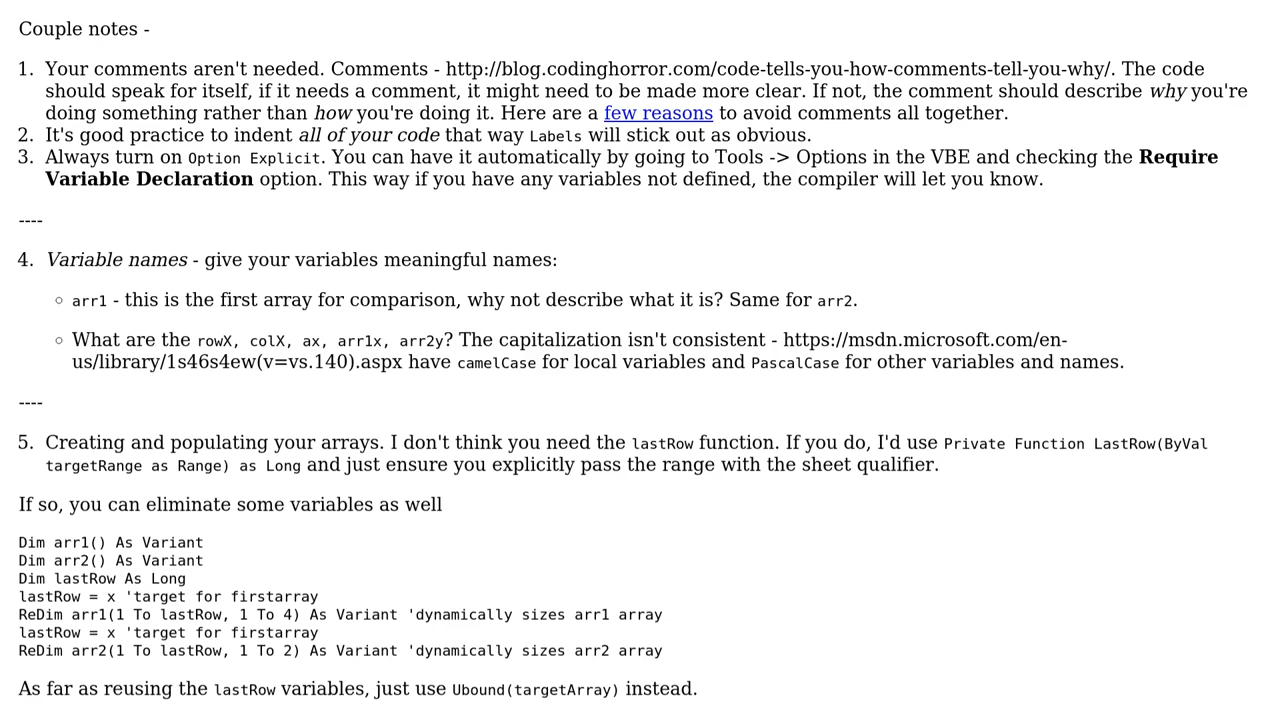 Couple notes -
1. Your comments aren't needed. Comments - http://blog.codinghorror.com/code-tells-you-how-comments-tell-you-why/. The code
should speak for itself, if it needs a comment, it might need to be made more clear. If not, the comment should describe why you're
doing something rather than how you're doing it. Here are a few reasons to avoid comments all together.
2. It's good practice to indent all of your code that way Labels will stick out as obvious.
3. Always turn on Option Explicit. You can have it automatically by going to Tools -> Options in the VBE and checking the Require
Variable Declaration option. This way if you have any variables not defined, the compiler will let you know.
----
4. Variable names - give your variables meaningful names:
◦ arr1 - this is the first array for comparison, why not describe what it is? Same for arr2.
◦ What are the rowX, colX, ax, arr1x, arr2y? The capitalization isn't consistent - https://msdn.microsoft.com/en-
us/library/1s46s4ew(v=vs.140).aspx have camelCase for local variables and PascalCase for other variables and names.
----
5. Creating and populating your arrays. I don't think you need the lastRow function. If you do, I'd use Private Function LastRow(ByVal
targetRange as Range) as Long and just ensure you explicitly pass the range with the sheet qualifier.
If so, you can eliminate some variables as well
Dim arr1() As Variant
Dim arr2() As Variant
Dim lastRow As Long
lastRow = x 'target for firstarray
ReDim arr1(1 To lastRow, 1 To 4) As Variant 'dynamically sizes arr1 array
lastRow = x 'target for firstarray
ReDim arr2(1 To lastRow, 1 To 2) As Variant 'dynamically sizes arr2 array
As far as reusing the lastRow variables, just use Ubound(targetArray) instead.